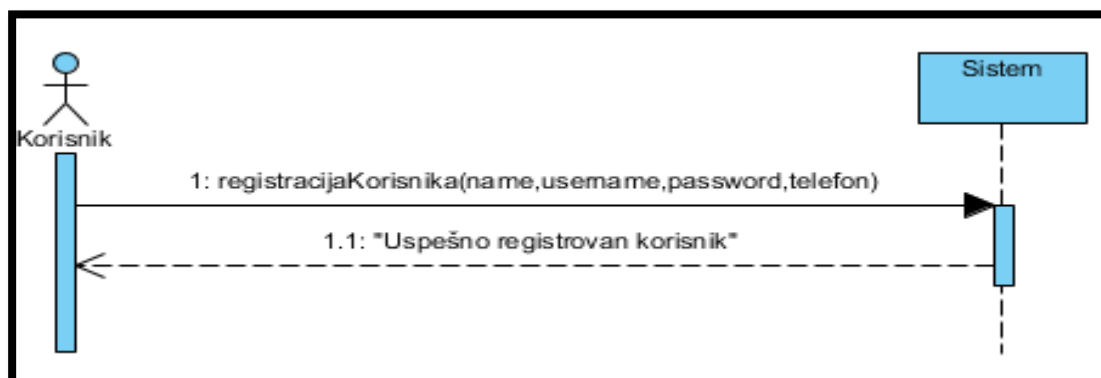 Sistem
Korisnik
1: registracijaKorisnika(name,username,password,telefon)
1.1: "Uspešno registrovan korisnik"